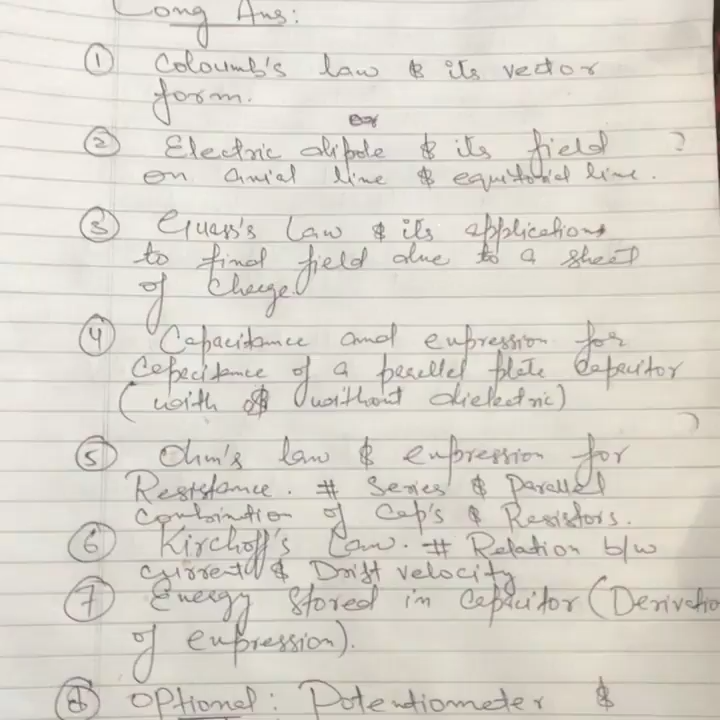 Long Ans:
① Coloumb's law & its vector
form.
or
② Electric dipole & its field ?
on axial line & equitorial line.
③ Guass's Law & its applications
to find field due to a sheet
of Charge.
④ Capacitance and expression for
Capacitance of a parallel plate Capacitor
(with & without dielectric)
⑤ Ohm's law & expression for
Resistance. # Series & Parallel
Combination of Cap's & Resistors.
⑥ Kirchoff's Law. # Relation b/w
current & Drift velocity
⑦ Energy Stored in Capacitor (Derivatio
of expression).
⑧ Optional: Potentiometer &